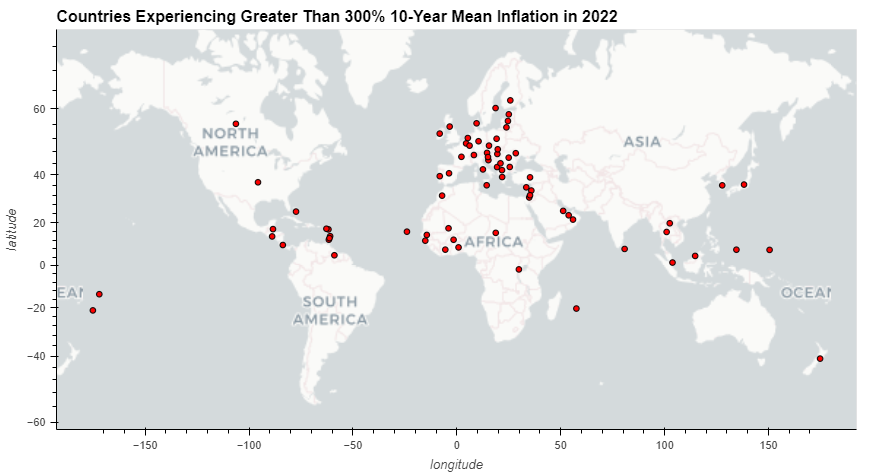 Countries Experiencing Greater Than 300% 10-Year Mean Inflation in 2022
60
40
20
0
−20
−40
−60
latitude
NORTH
AMERICA
ASIA
AFRICA
SOUTH
AMERICA
EAN
OCEAN
−150
−100
−50
0
50
100
150
longitude